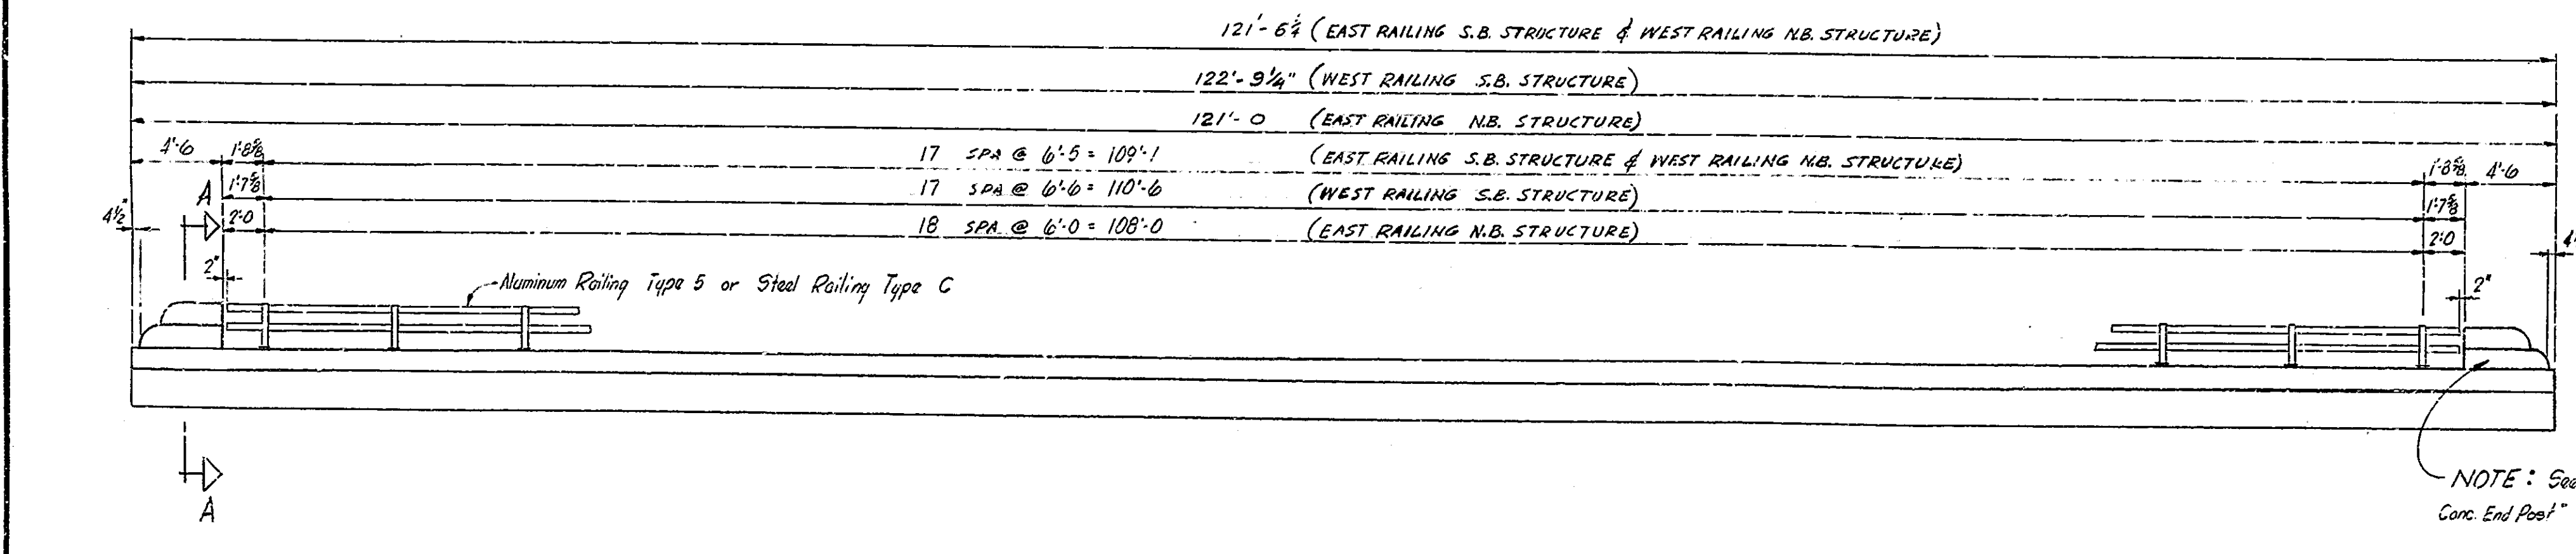 121'-6¼ (EAST RAILING S.B. STRUCTURE & WEST RAILING N.B. STRUCTURE)
122'-9¼" (WEST RAILING S.B. STRUCTURE)
121'-0 (EAST RAILING N.B. STRUCTURE)
4'-6 1'-8⅝ 17 SPA @ 6'-5 = 109'-1 (EAST RAILING S.B. STRUCTURE & WEST RAILING N.B. STRUCTURE) 1'-8⅝ 4'-6
A 1'-7⅝ 17 SPA @ 6'-6 = 110'-6 (WEST RAILING S.B. STRUCTURE) 1'-7⅝
4½" 2'-0 18 SPA @ 6'-0 = 108'-0 (EAST RAILING N.B. STRUCTURE) 2'-0
2" Aluminum Railing Type 5 or Steel Railing Type C 2"
A
NOTE: See
Conc. End Post"